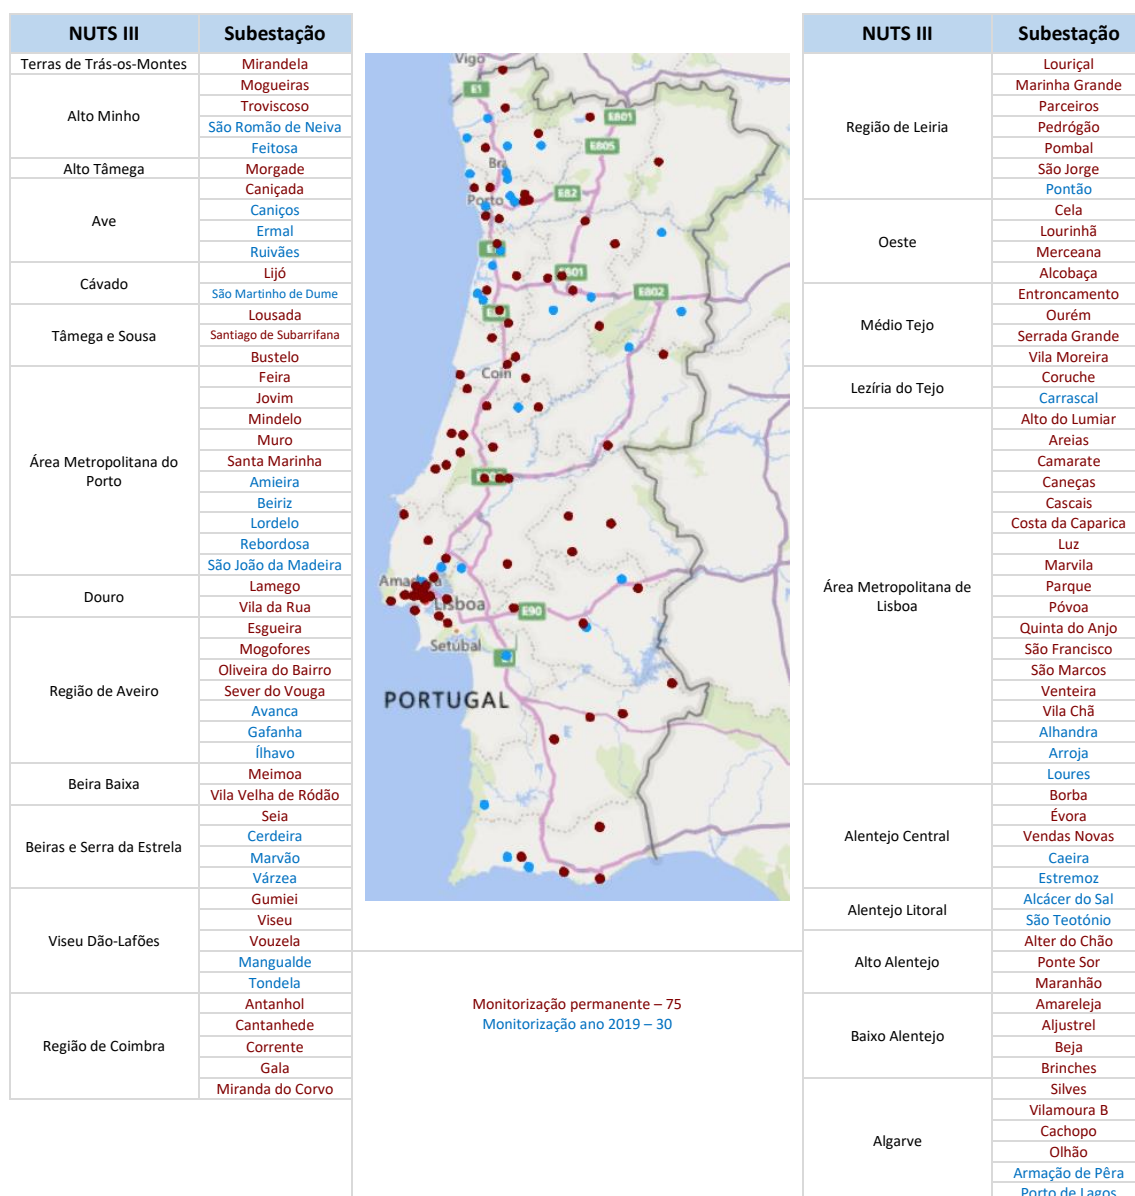 NUTS III Subestação
Terras de Trás-os-Montes Mirandela
Alto Minho Mogueiras
Troviscoso
São Romão de Neiva
Feitosa
Alto Tâmega Morgade
Ave Caniçada
Caniços
Ermal
Ruivães
Cávado Lijó
São Martinho de Dume
Tâmega e Sousa Lousada
Santiago de Subarrifana
Bustelo
Área Metropolitana do
Porto
Feira
Jovim
Mindelo
Muro
Santa Marinha
Amieira
Beiriz
Lordelo
Rebordosa
São João da Madeira
Douro Lamego
Vila da Rua
Região de Aveiro Esgueira
Mogofores
Oliveira do Bairro
Sever do Vouga
Avanca
Gafanha
Ílhavo
Beira Baixa Meimoa
Vila Velha de Ródão
Beiras e Serra da Estrela Seia
Cerdeira
Marvão
Várzea
Viseu Dão-Lafões Gumiei
Viseu
Vouzela
Mangualde
Tondela
Região de Coimbra Antanhol
Cantanhede
Corrente
Gala
Miranda do Corvo
Vigo
E1
E801
E805
Porto
E82
E802
E90
Lisboa
Setúbal
PORTUGAL
Monitorização permanente – 75
Monitorização ano 2019 – 30
NUTS III Subestação
Região de Leiria Louriçal
Marinha Grande
Parceiros
Pedrógão
Pombal
São Jorge
Pontão
Oeste Cela
Lourinhã
Merceana
Alcobaça
Médio Tejo Entroncamento
Ourém
Serrada Grande
Vila Moreira
Lezíria do Tejo Coruche
Carrascal
Área Metropolitana de
Lisboa
Alto do Lumiar
Areias
Camarate
Caneças
Cascais
Costa da Caparica
Luz
Marvila
Parque
Póvoa
Quinta do Anjo
São Francisco
São Marcos
Venteira
Vila Chã
Alhandra
Arroja
Loures
Alentejo Central Borba
Évora
Vendas Novas
Caeira
Estremoz
Alentejo Litoral Alcácer do Sal
São Teotónio
Alto Alentejo Alter do Chão
Ponte Sor
Maranhão
Baixo Alentejo Amareleja
Aljustrel
Beja
Brinches
Algarve Silves
Vilamoura B
Cachopo
Olhão
Armação de Pêra
Porto de Lagos